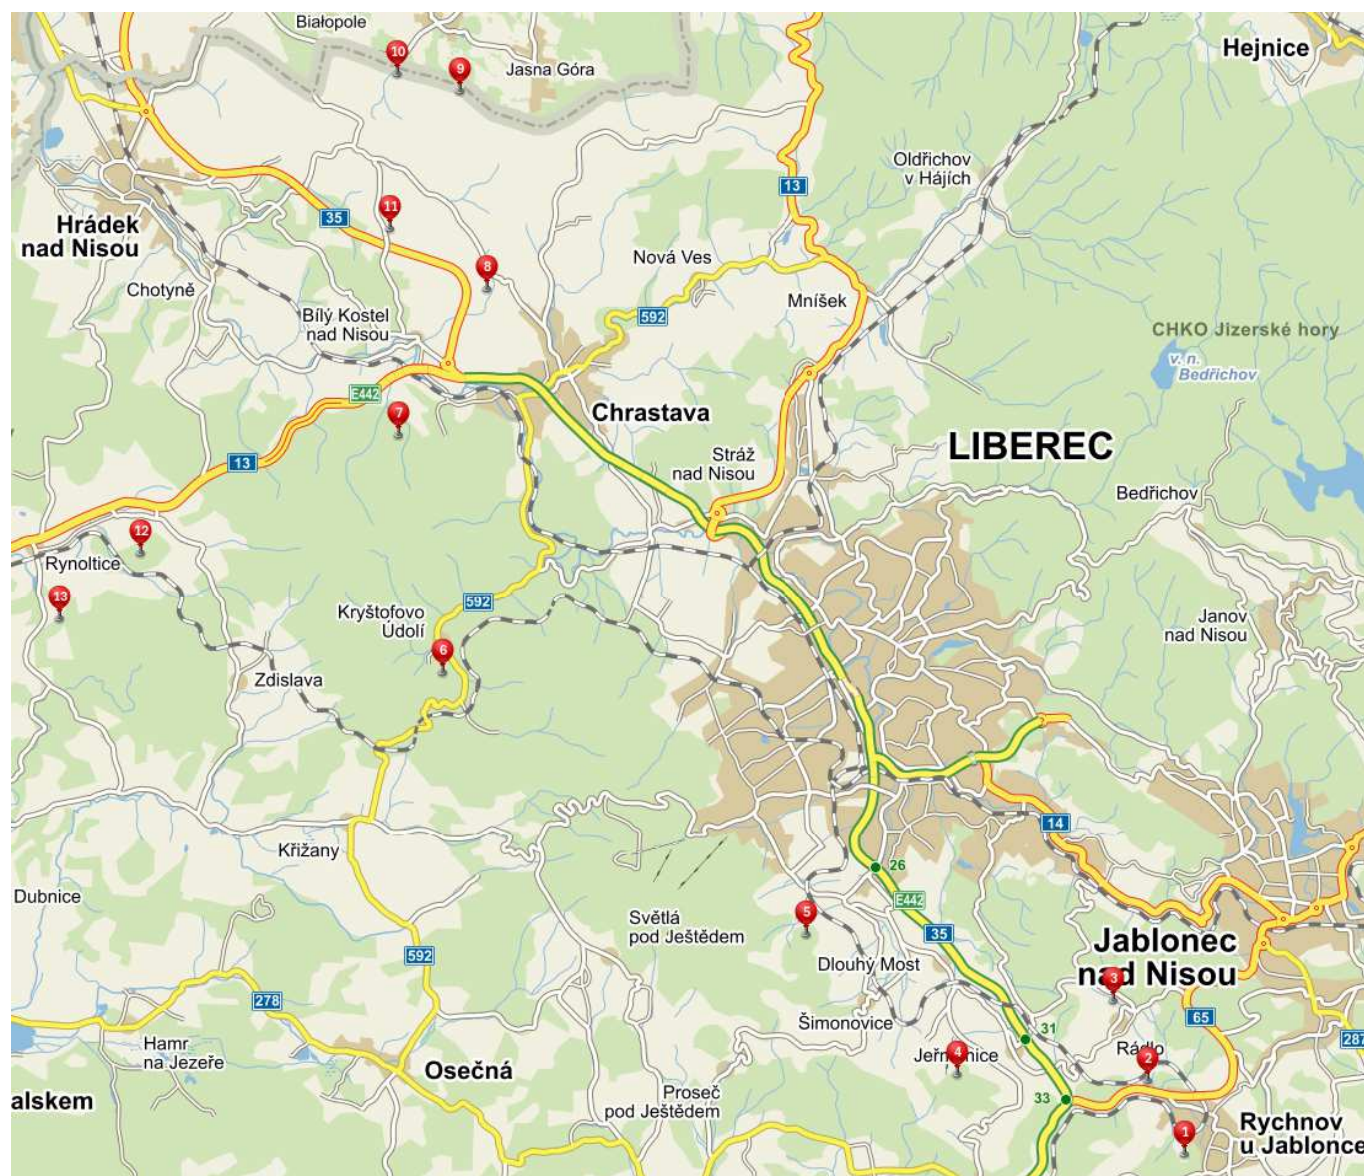 Białopole
10
9
Jasna Góra
Hejnice
Oldřichov
v Hájích
13
11
35
Hrádek
nad Nisou
8
Nová Ves
Chotyně
Mníšek
Bílý Kostel
nad Nisou
592
CHKO Jizerské hory
v. n.
Bedřichov
E442
7
Chrastava
LIBEREC
13
Stráž
nad Nisou
Bedřichov
12
Rynoltice
13
592
Kryštofovo
Údolí
Janov
nad Nisou
6
Zdislava
14
Křižany
26
Dubnice
E442
5
Světlá
pod Ještědem
35
592
Jablonec
nad Nisou
Dlouhý Most
3
278
Šimonovice
65
31
Hamr
na Jezeře
4
Jeřmanice
Rádlo
2
287
Osečná
Proseč
pod Ještědem
33
alskem
1
Rychnov
u Jablonce